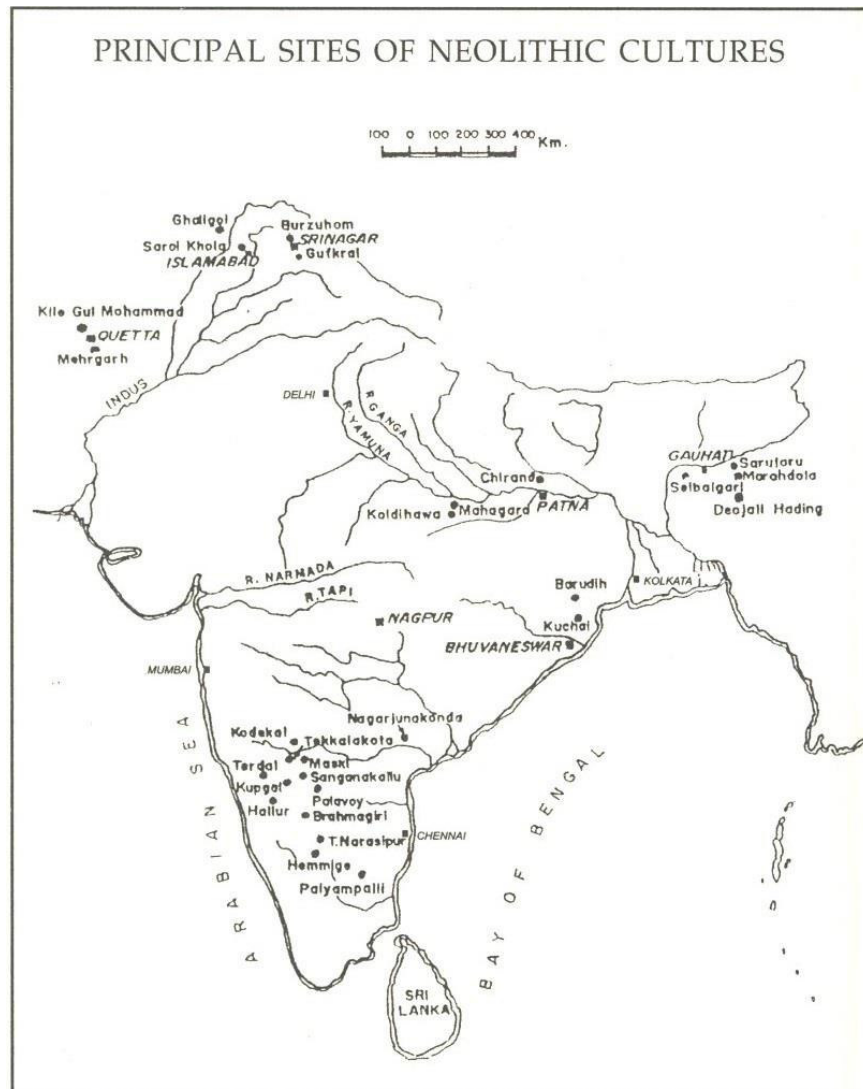 PRINCIPAL SITES OF NEOLITHIC CULTURES
100 0 100 200 300 400 Km.
Ghaligol
Burzuhom
SRINAGAR
Sarai Khola
Gufkral
ISLAMABAD
Kile Gul Mohammad
QUETTA
Mehrgarh
INDUS
DELHI
R. YAMUNA
R. GANGA
GAUHATI
Sarutaru
Marahdola
Selbalgari
Deojali Hading
Chirand
PATNA
Koldihawa
Mahagara
R. NARMADA
R. TAPI
Barudih
KOLKATA
NAGPUR
Kuchai
BHUVANESWAR
MUMBAI
Nagarjunakonda
Kodekal
Tekkalakota
Terdal
Maski
Sanganakallu
Kupgal
Palavoy
Hallur
Brahmagiri
T.Narasipur
CHENNAI
Hemmige
Paiyampalli
ARABIAN SEA
BAY OF BENGAL
SRI
LANKA